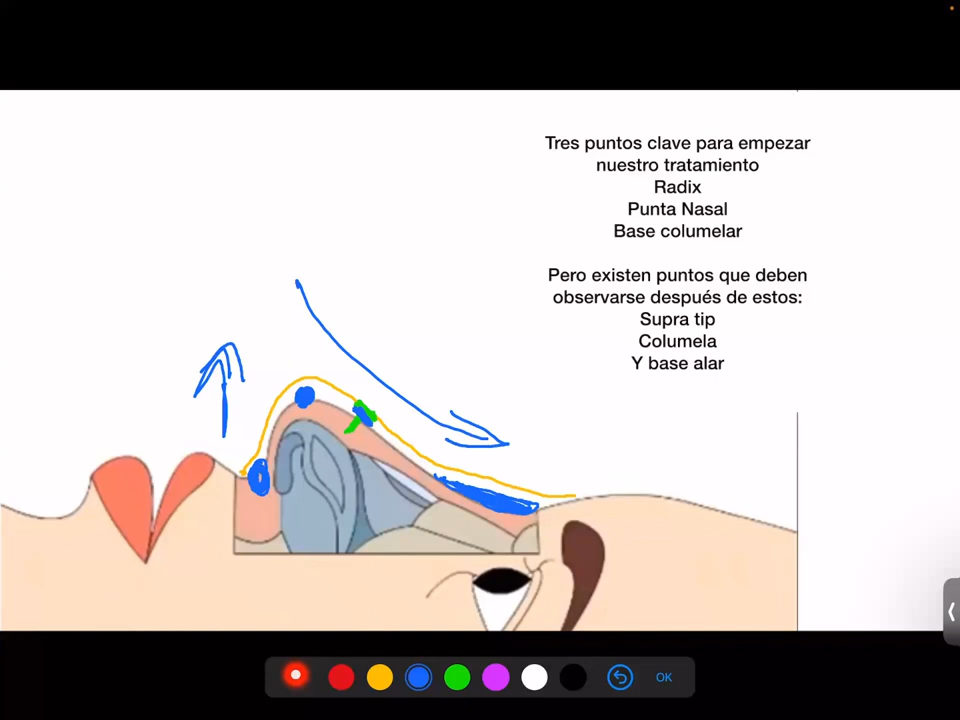 Tres puntos clave para empezar
nuestro tratamiento
Radix
Punta Nasal
Base columelar
Pero existen puntos que deben
observarse después de estos:
Supra tip
Columela
Y base alar
OK